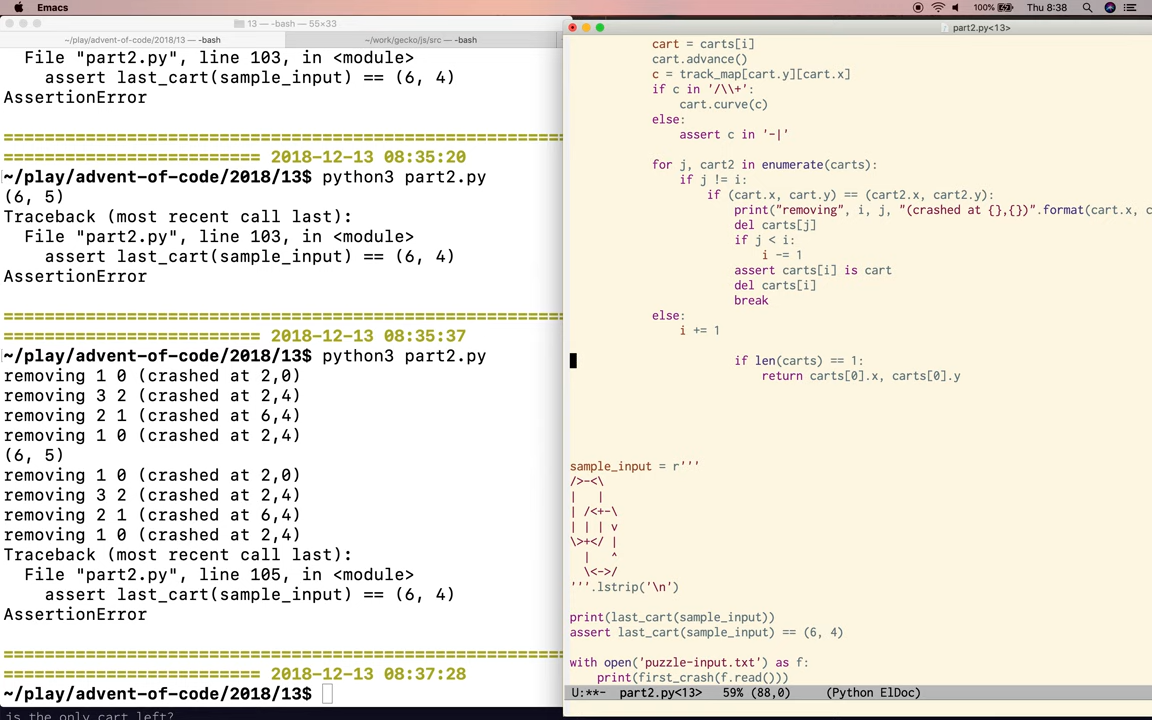 Emacs
100%
Thu 8:38
13 — -bash — 55×33
~/play/advent-of-code/2018/13 — -bash
~/work/gecko/js/src — -bash
File "part2.py", line 103, in <module>
assert last_cart(sample_input) == (6, 4)
AssertionError
======================================================
========================= 2018-12-13 08:35:20
~/play/advent-of-code/2018/13$ python3 part2.py
(6, 5)
Traceback (most recent call last):
File "part2.py", line 103, in <module>
assert last_cart(sample_input) == (6, 4)
AssertionError
======================================================
========================= 2018-12-13 08:35:37
~/play/advent-of-code/2018/13$ python3 part2.py
removing 1 0 (crashed at 2,0)
removing 3 2 (crashed at 2,4)
removing 2 1 (crashed at 6,4)
removing 1 0 (crashed at 2,4)
(6, 5)
removing 1 0 (crashed at 2,0)
removing 3 2 (crashed at 2,4)
removing 2 1 (crashed at 6,4)
removing 1 0 (crashed at 2,4)
Traceback (most recent call last):
File "part2.py", line 105, in <module>
assert last_cart(sample_input) == (6, 4)
AssertionError
======================================================
========================= 2018-12-13 08:37:28
~/play/advent-of-code/2018/13$
is the only cart left?
part2.py<13>
cart = carts[i]
cart.advance()
c = track_map[cart.y][cart.x]
if c in '/\\+':
cart.curve(c)
else:
assert c in '-|'
for j, cart2 in enumerate(carts):
if j != i:
if (cart.x, cart.y) == (cart2.x, cart2.y):
print("removing", i, j, "(crashed at {},{})".format(cart.x, c
del carts[j]
if j < i:
i -= 1
assert carts[i] is cart
del carts[i]
break
else:
i += 1
if len(carts) == 1:
return carts[0].x, carts[0].y
sample_input = r'''
/>-<\
|   |
| /<+-\
| | | v
\>+</ |
  |   ^
  \<->/
'''.lstrip('\n')
print(last_cart(sample_input))
assert last_cart(sample_input) == (6, 4)
with open('puzzle-input.txt') as f:
print(first_crash(f.read()))
U:**-  part2.py<13>   59% (88,0)     (Python ElDoc)